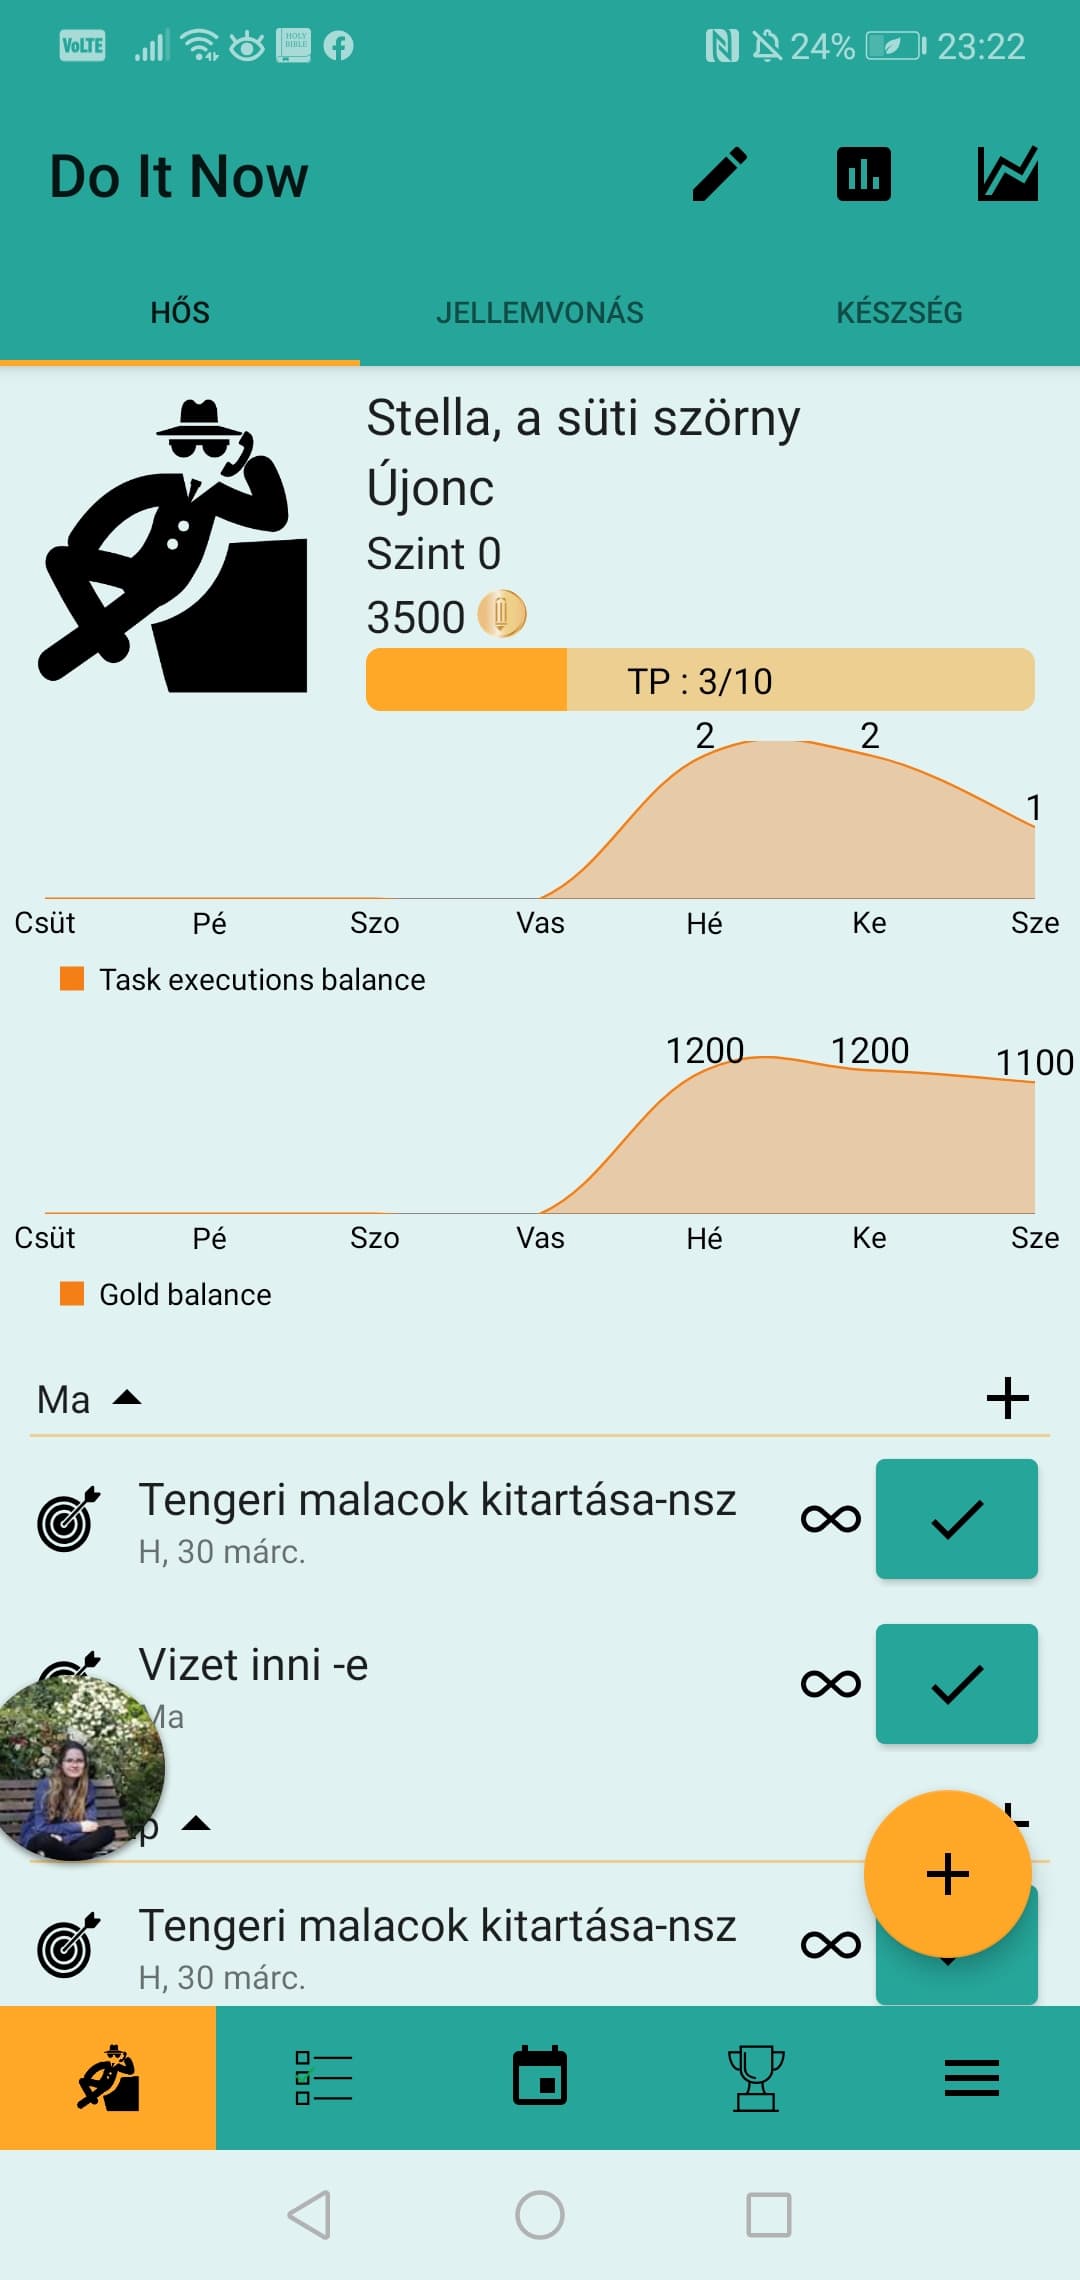 VoLTE HOLY BIBLE 24% 23:22
Do It Now
HŐS JELLEMVONÁS KÉSZSÉG
Stella, a süti szörny
Újonc
Szint 0
3500
TP : 3/10
2 2 1
Csüt Pé Szo Vas Hé Ke Sze
Task executions balance
1200 1200 1100
Csüt Pé Szo Vas Hé Ke Sze
Gold balance
Ma
Tengeri malacok kitartása-nsz
H, 30 márc.
Vizet inni -e
Ma
Tengeri malacok kitartása-nsz
H, 30 márc.